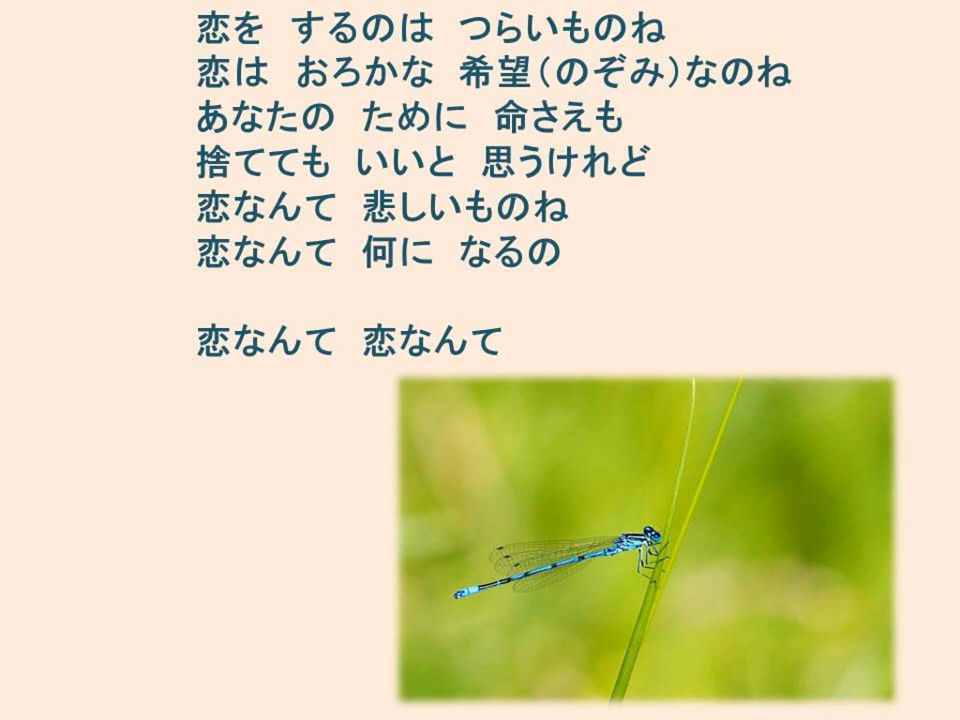 恋を　するのは　つらいものね
恋は　おろかな　希望(のぞみ)なのね
あなたの　ために　命さえも
捨てても　いいと　思うけれど
恋なんて　悲しいものね
恋なんて　何に　なるの
恋なんて　恋なんて